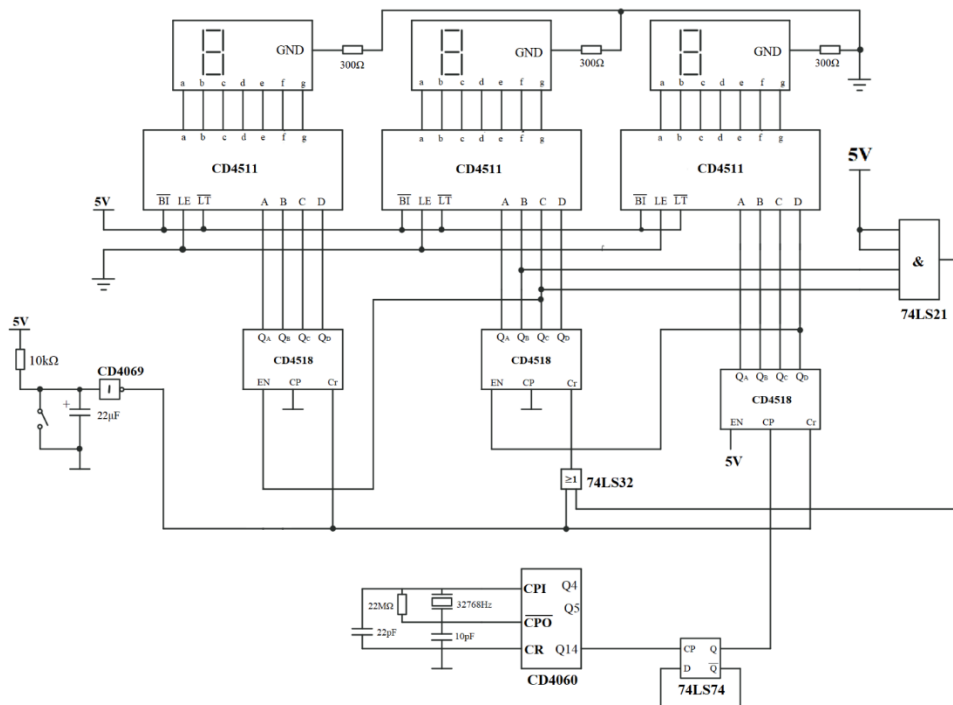 GND
300Ω
GND
300Ω
GND
300Ω
a b c d e f g
a b c d e f g
a b c d e f g
a b c d e f g
a b c d e f g
a b c d e f g
CD4511
CD4511
CD4511
5V
5V
BI LE LT A B C D
BI LE LT A B C D
BI LE LT A B C D
&
74LS21
5V
10kΩ
CD4069
1
+
22μF
QA QB QC QD
CD4518
EN CP Cr
QA QB QC QD
CD4518
EN CP Cr
QA QB QC QD
CD4518
EN CP Cr
5V
≥1
74LS32
22MΩ
32768Hz
22pF
10pF
CPI Q4
Q5
CPO
CR Q14
CD4060
CP Q
D Q
74LS74